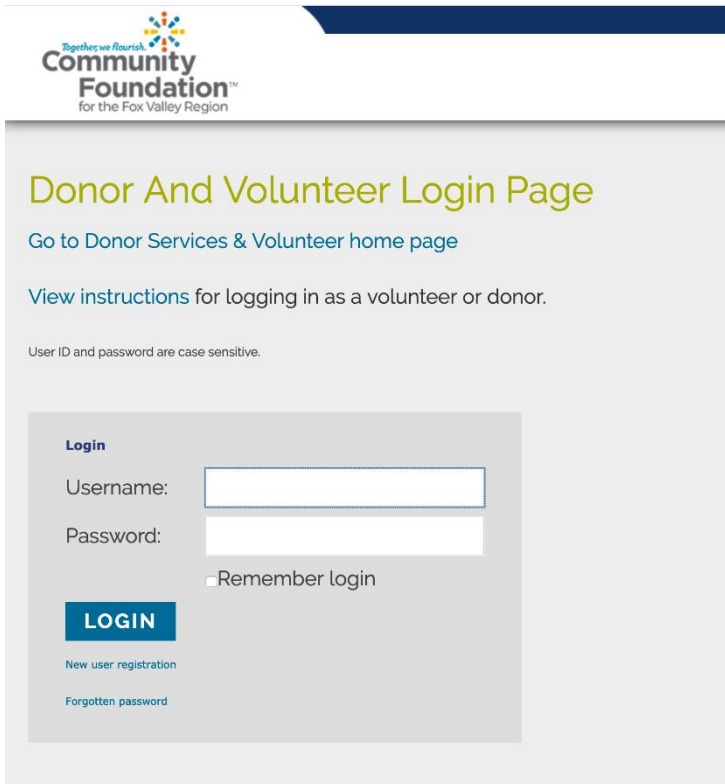 Together, we flourish.
Community
Foundation™
for the Fox Valley Region
Donor And Volunteer Login Page
Go to Donor Services & Volunteer home page
View instructions for logging in as a volunteer or donor.
User ID and password are case sensitive.
Login
Username:
Password:
Remember login
LOGIN
New user registration
Forgotten password